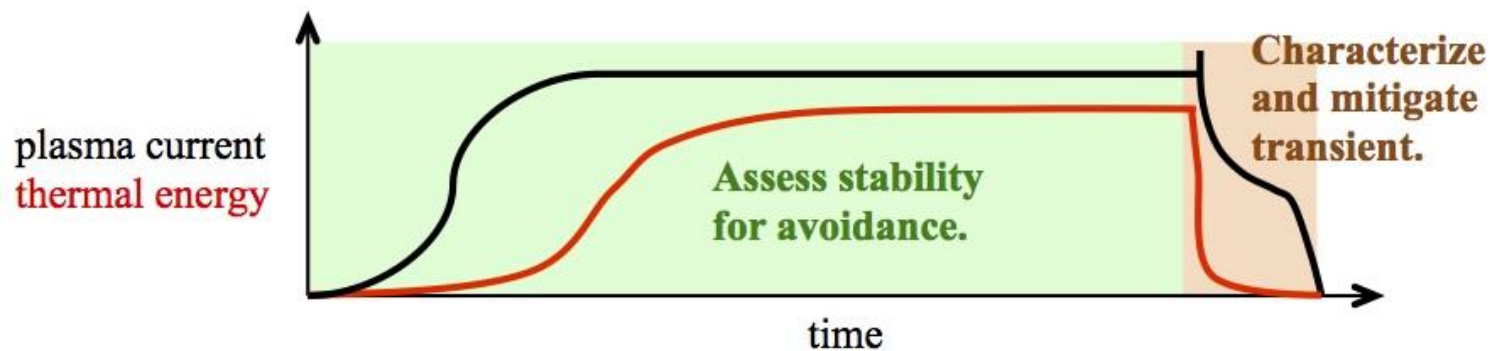 Characterize
and mitigate
transient.
plasma current
thermal energy
Assess stability
for avoidance.
time